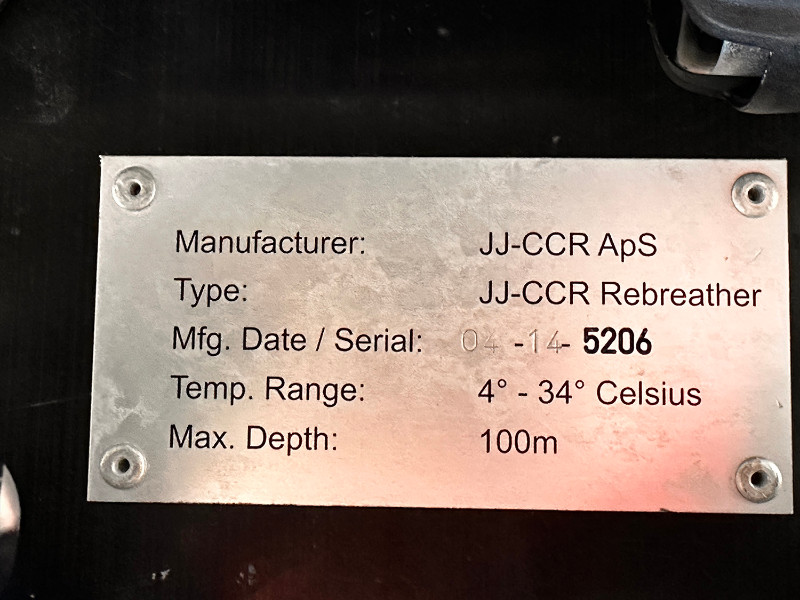 Manufacturer: JJ-CCR ApS
Type: JJ-CCR Rebreather
Mfg. Date / Serial: 04 -14- 5206
Temp. Range: 4° - 34° Celsius
Max. Depth: 100m